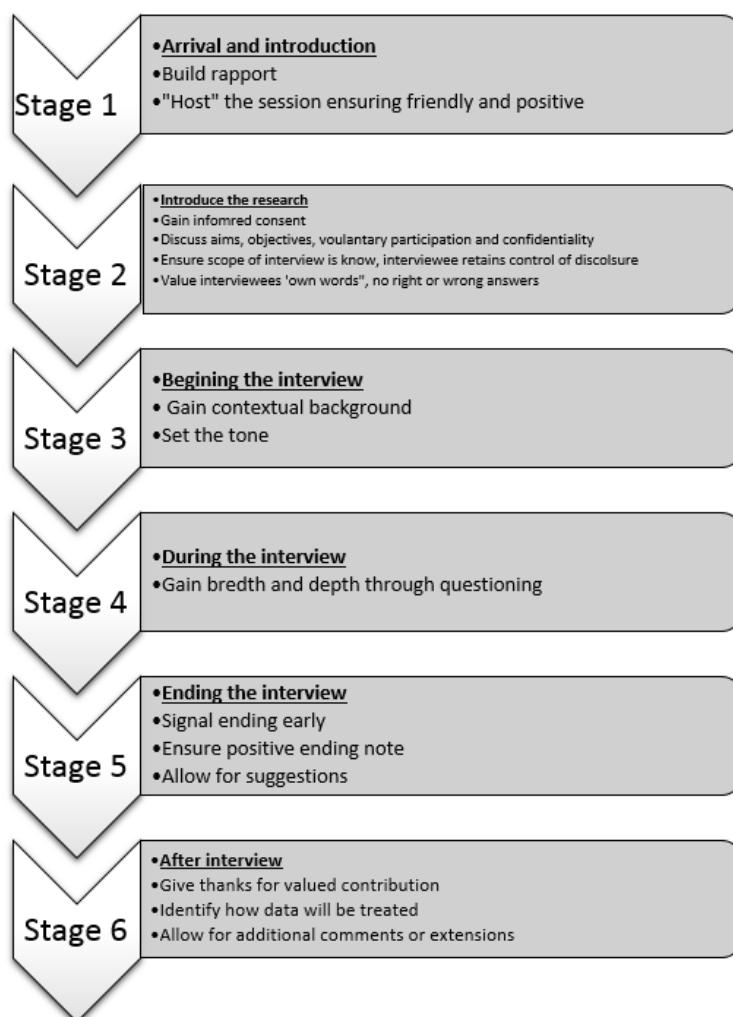 Stage 1
•Arrival and introduction
•Build rapport
•"Host" the session ensuring friendly and positive
Stage 2
•Introduce the research
•Gain infomred consent
•Discuss aims, objectives, voulantary participation and confidentiality
•Ensure scope of interview is know, interviewee retains control of discolsure
•Value interviewees 'own words", no right or wrong answers
Stage 3
•Begining the interview
• Gain contextual background
•Set the tone
Stage 4
•During the interview
•Gain bredth and depth through questioning
Stage 5
•Ending the interview
•Signal ending early
•Ensure positive ending note
•Allow for suggestions
Stage 6
•After interview
•Give thanks for valued contribution
•Identify how data will be treated
•Allow for additional comments or extensions